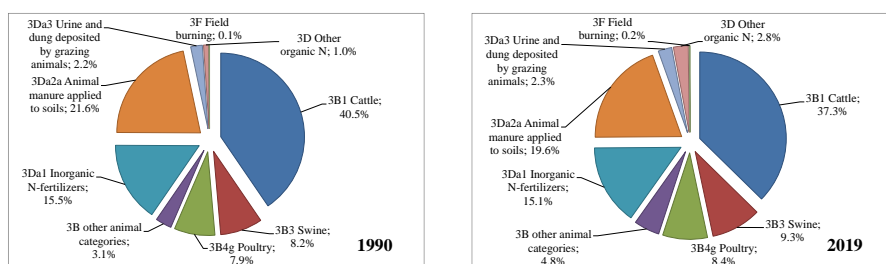 3Da3 Urine and
dung deposited
by grazing
animals;
2.2%
3F Field
burning; 0.1%
3D Other
organic N; 1.0%
3Da2a Animal
manure applied
to soils;
21.6%
3B1 Cattle;
40.5%
3Da1 Inorganic
N-fertilizers;
15.5%
3B other animal
categories;
3.1%
3B4g Poultry;
7.9%
3B3 Swine;
8.2%
1990
3F Field
burning; 0.2%
3D Other
organic N; 2.8%
3Da3 Urine and
dung deposited
by grazing
animals;
2.3%
3Da2a Animal
manure applied
to soils;
19.6%
3B1 Cattle;
37.3%
3Da1 Inorganic
N-fertilizers;
15.1%
3B other animal
categories;
4.8%
3B4g Poultry;
8.4%
3B3 Swine;
9.3%
2019